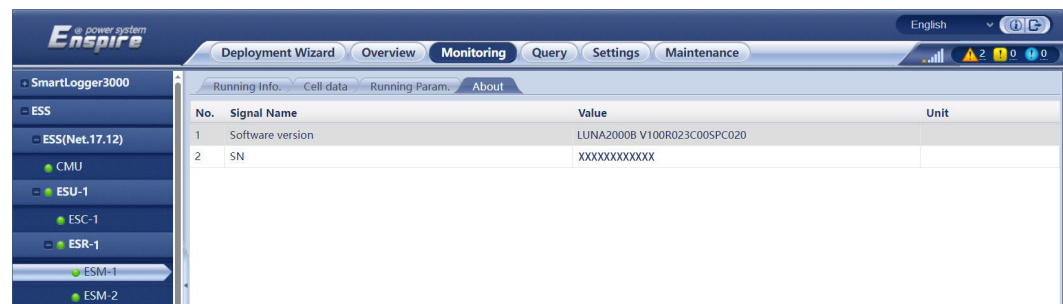 e power system
Enspire
English
Deployment Wizard Overview Monitoring Query Settings Maintenance
2 0 0
SmartLogger3000
ESS
ESS(Net.17.12)
CMU
ESU-1
ESC-1
ESR-1
ESM-1
ESM-2
Running Info. Cell data Running Param. About
No. Signal Name Value Unit
1 Software version LUNA2000B V100R023C00SPC020
2 SN XXXXXXXXXXXX